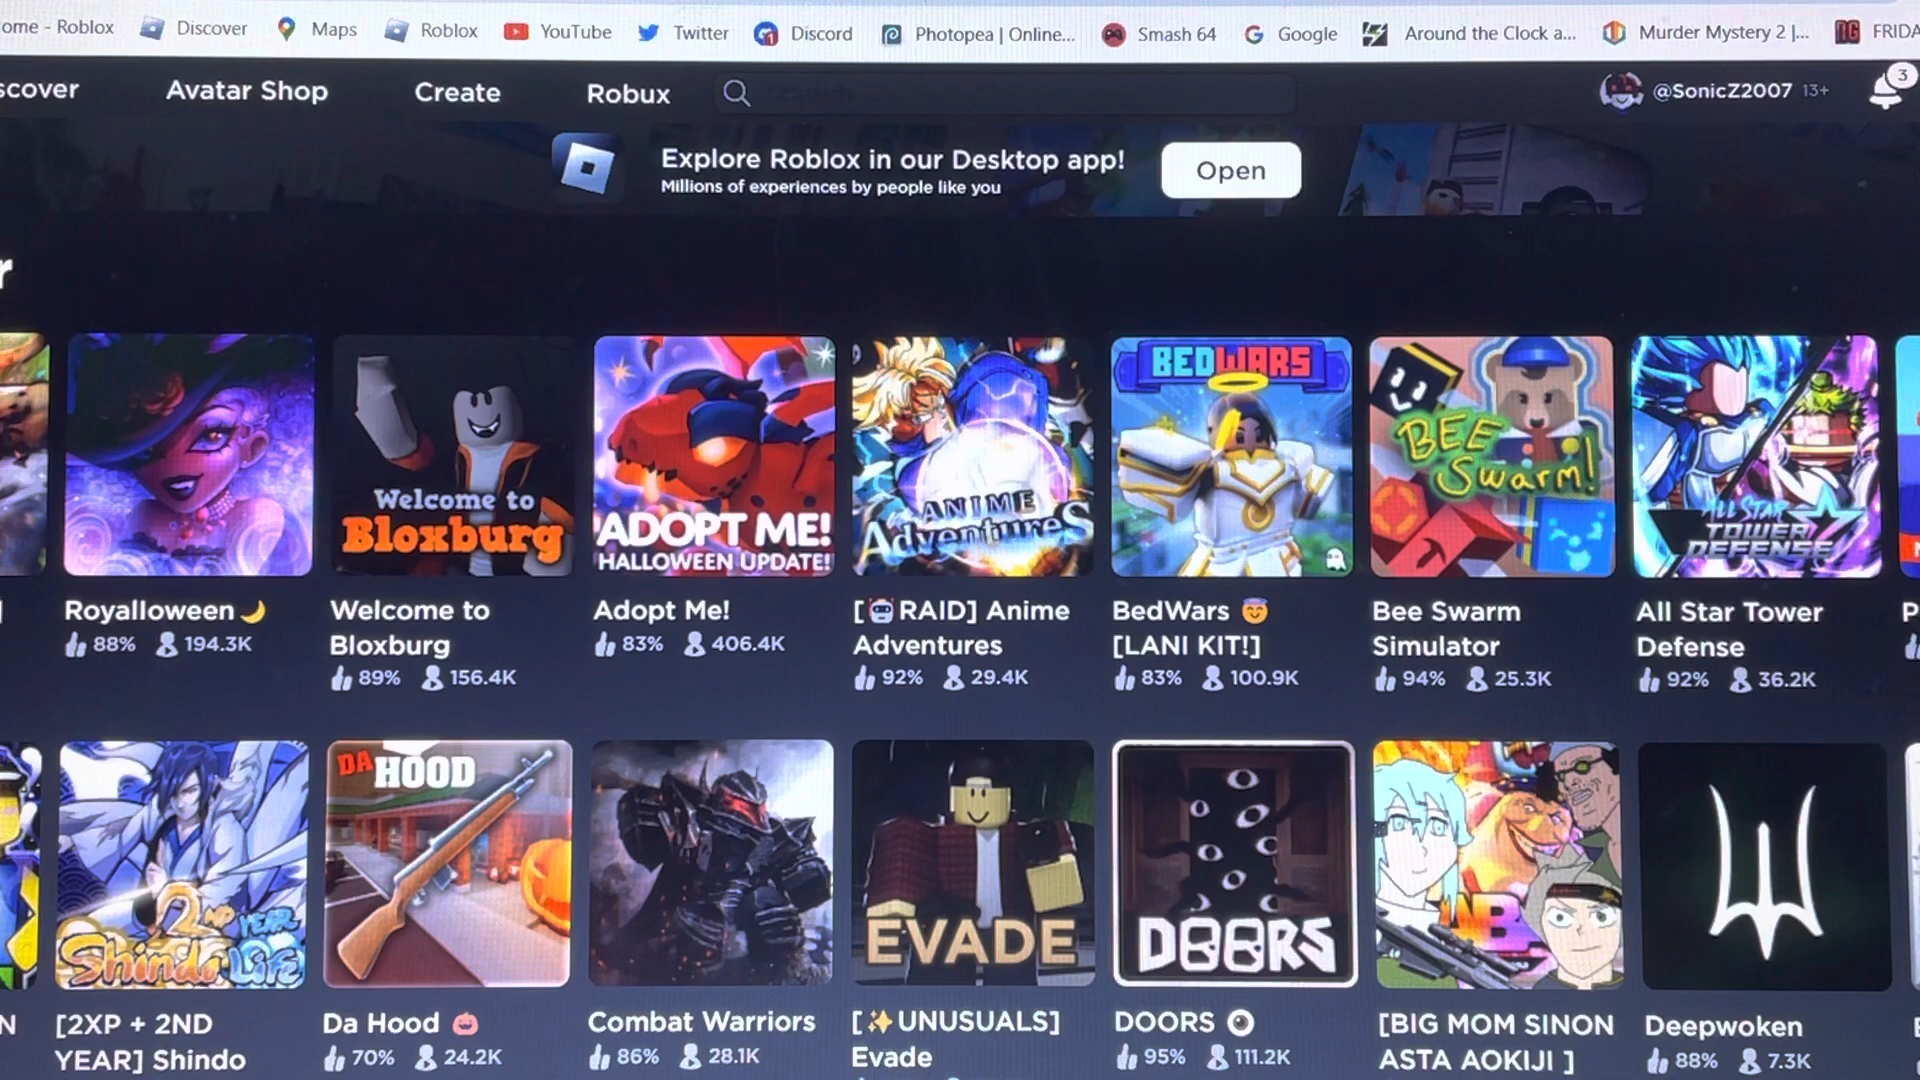 ome - Roblox
Discover
Maps
Roblox
YouTube
Twitter
Discord
Photopea | Online...
Smash 64
Google
Around the Clock a...
Murder Mystery 2 |...
FRIDA
scover
Avatar Shop
Create
Robux
@SonicZ2007 13+
3
Explore Roblox in our Desktop app!
Millions of experiences by people like you
Open
r
Welcome to
Bloxburg
ADOPT ME!
HALLOWEEN UPDATE!
ANIME
Adventures
BEDWARS
BEE
Swarm!
ALL STAR
TOWER
DEFENSE
Royalloween🌙
88% 194.3K
Welcome to
Bloxburg
89% 156.4K
Adopt Me!
83% 406.4K
[🤖RAID] Anime
Adventures
92% 29.4K
BedWars 😇
[LANI KIT!]
83% 100.9K
Bee Swarm
Simulator
94% 25.3K
All Star Tower
Defense
92% 36.2K
P
2ND YEAR
Shindo Life
DA HOOD
EVADE
DOORS
N
[2XP + 2ND
YEAR] Shindo
Da Hood 🎃
70% 24.2K
Combat Warriors
86% 28.1K
[✨UNUSUALS]
Evade
DOORS 👁
95% 111.2K
[BIG MOM SINON
ASTA AOKIJI ]
Deepwoken
88% 7.3K